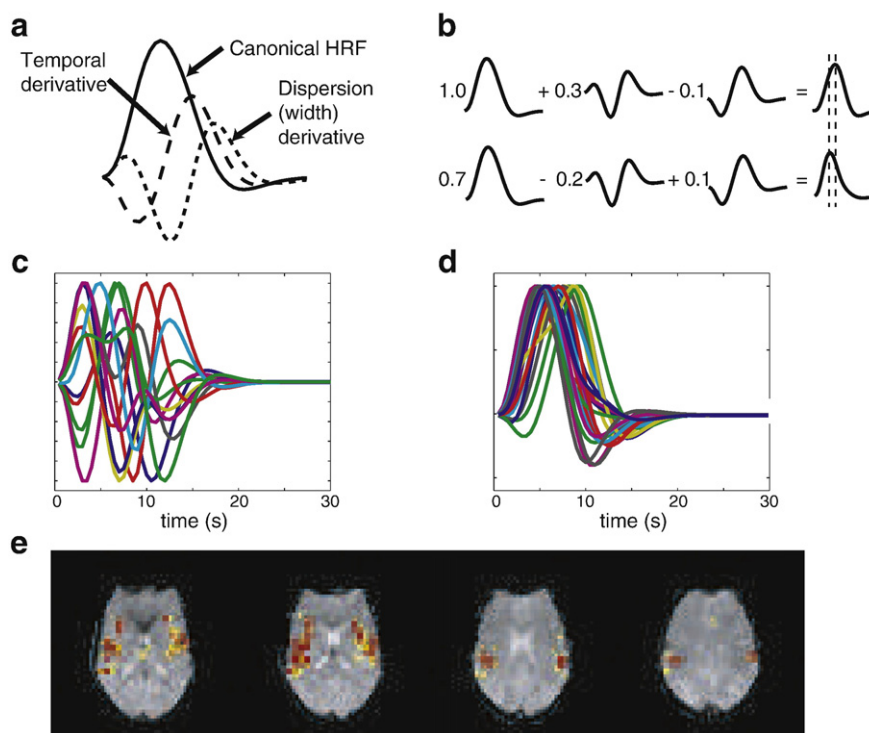 a
Canonical HRF
Temporal
derivative
Dispersion
(width)
derivative
b
1.0 + 0.3 - 0.1 =
0.7 - 0.2 + 0.1 =
c
0 10 20 30
time (s)
d
0 10 20 30
time (s)
e